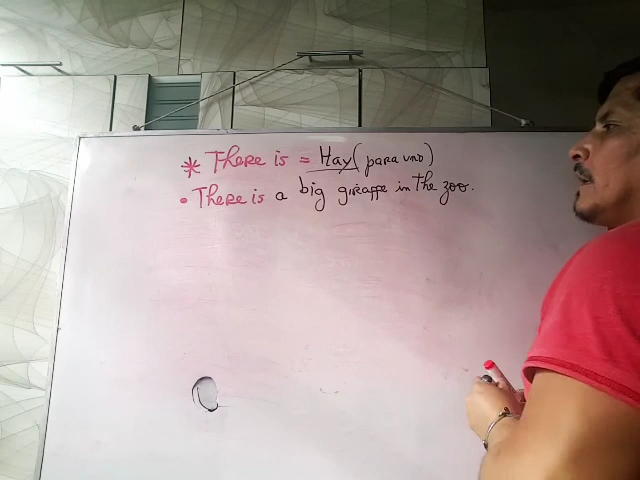 * There is = Hay (para uno)
• There is a big giraffe in the zoo.